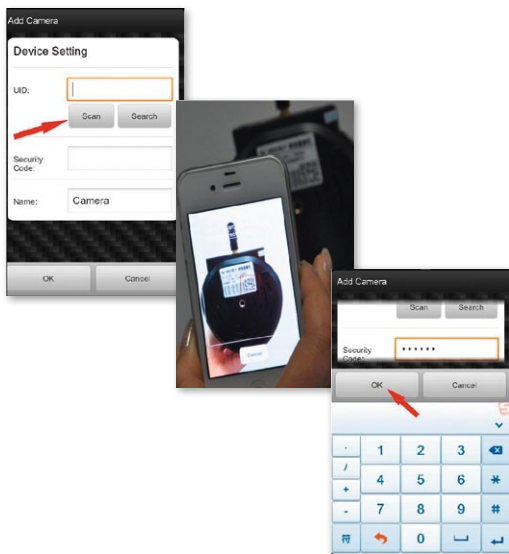 Add Camera
Device Setting
UID:
Scan
Search
Security
Code:
Name:
Camera
OK
Cancel
Cancel
Add Camera
Scan
Search
Security
Code:
••••••
OK
Cancel
.
1
2
3
/
4
5
6
*
+
-
7
8
9
#
符
0